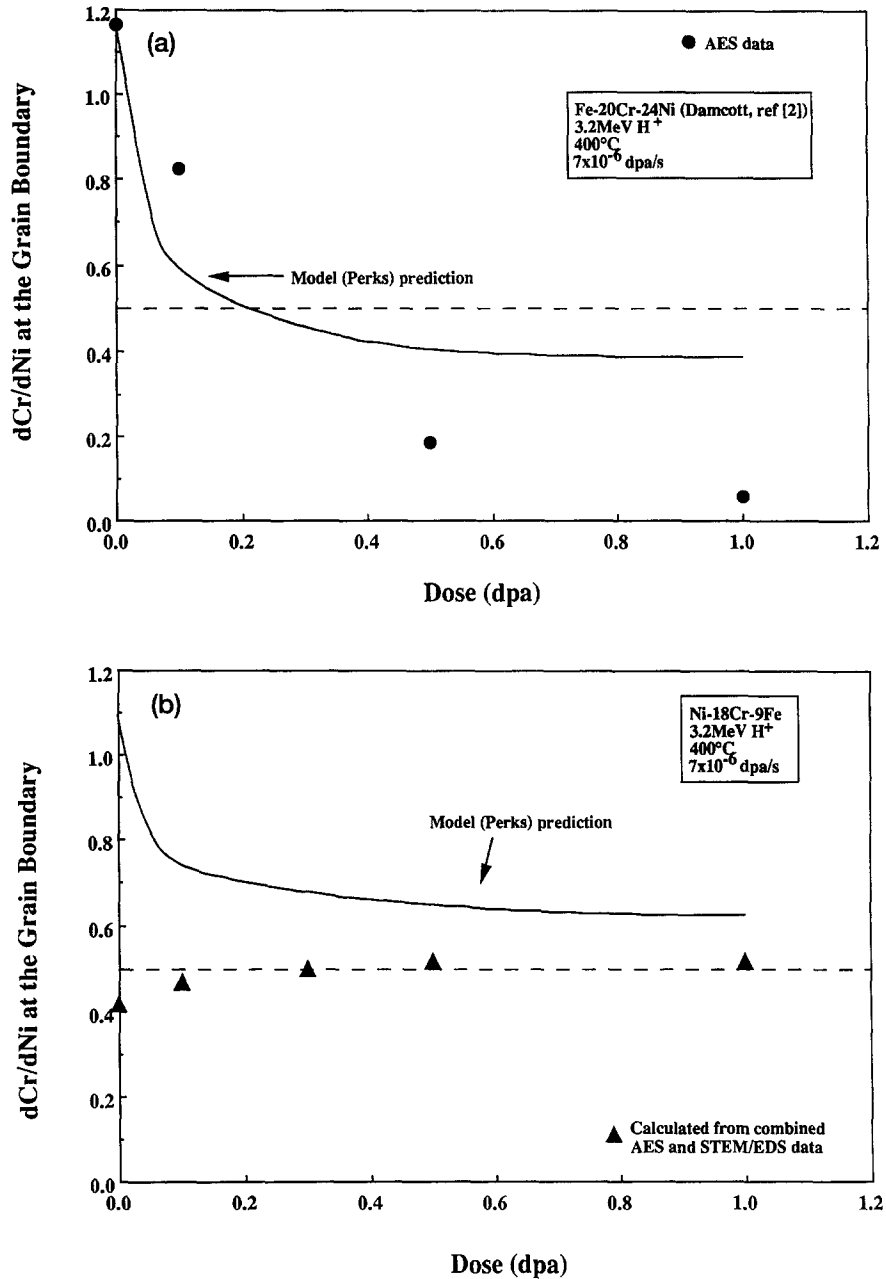 1.2
(a)
● AES data
1.0
Fe-20Cr-24Ni (Damcott, ref [2])
3.2MeV H+
400°C
7x10-6 dpa/s
0.8
0.6
Model (Perks) prediction
0.4
0.2
0.0
dCr/dNi at the Grain Boundary
0.0 0.2 0.4 0.6 0.8 1.0 1.2
Dose (dpa)
1.2
(b)
Ni-18Cr-9Fe
3.2MeV H+
400°C
7x10-6 dpa/s
1.0
Model (Perks) prediction
0.8
0.6
0.4
0.2
▲ Calculated from combined
AES and STEM/EDS data
0.0
dCr/dNi at the Grain Boundary
0.0 0.2 0.4 0.6 0.8 1.0 1.2
Dose (dpa)